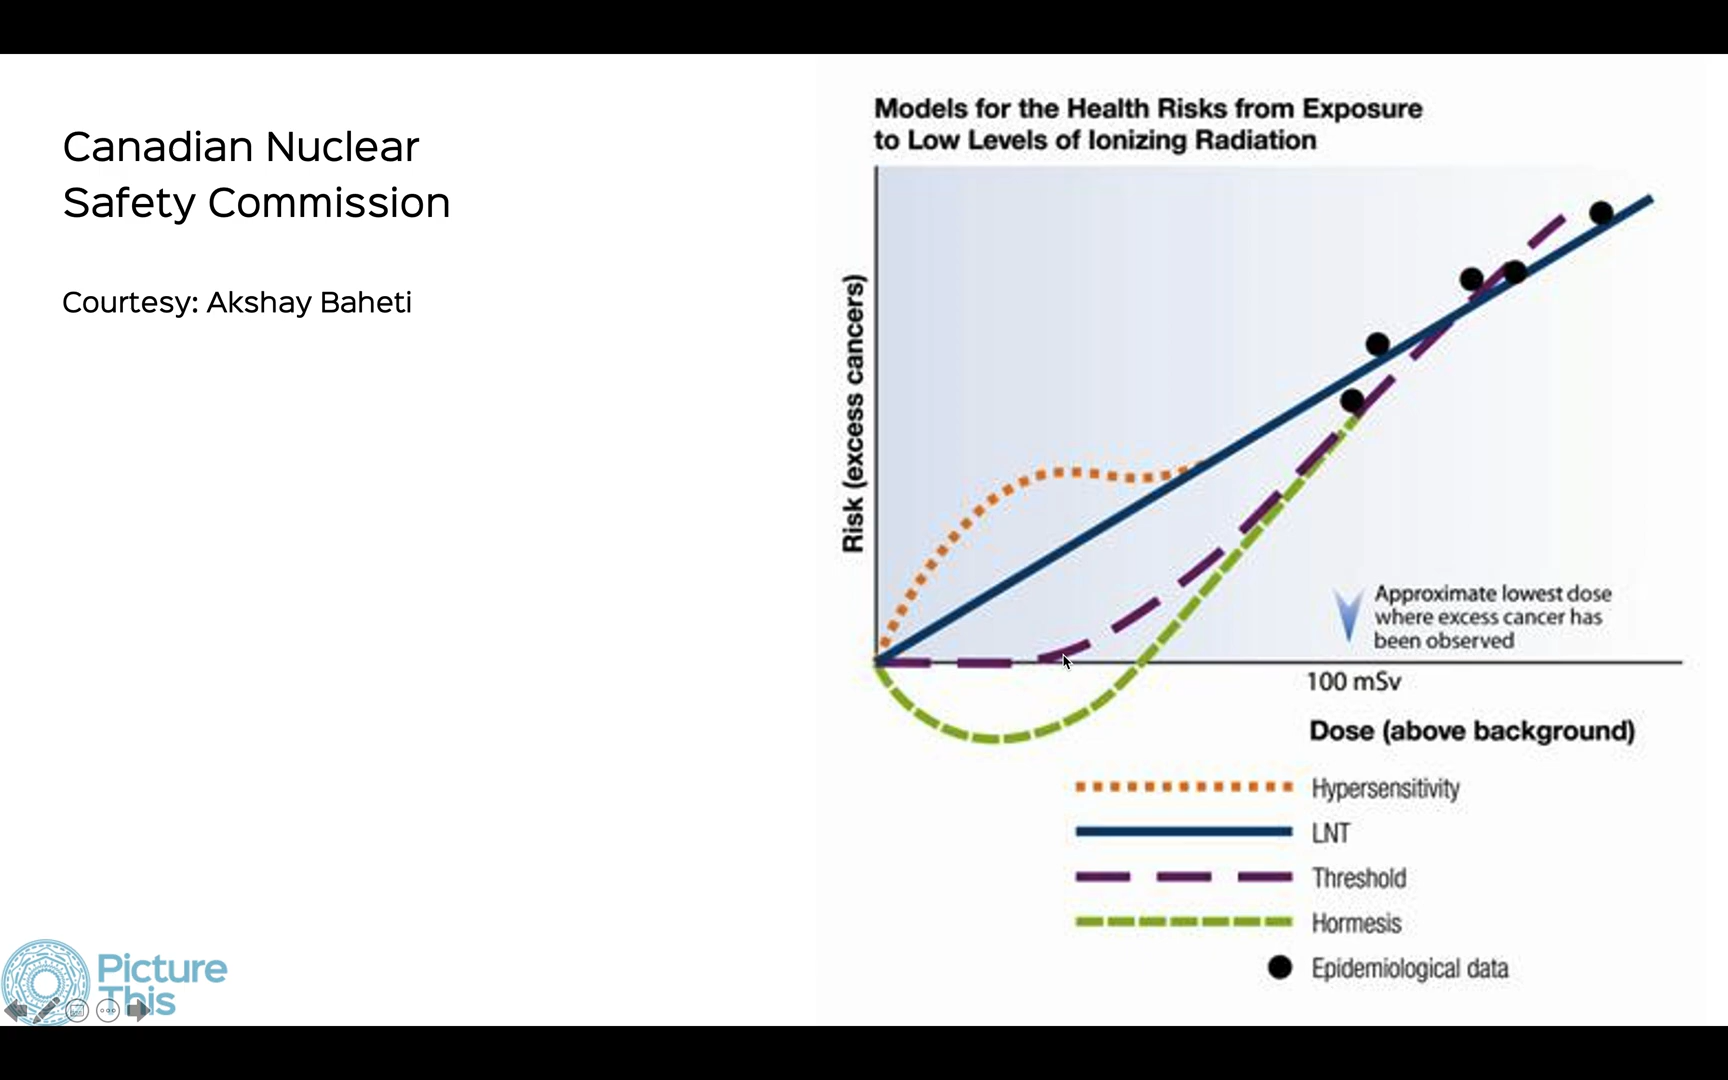 Canadian Nuclear
Safety Commission
Courtesy: Akshay Baheti
Models for the Health Risks from Exposure
to Low Levels of Ionizing Radiation
Risk (excess cancers)
Approximate lowest dose
where excess cancer has
been observed
100 mSv
Dose (above background)
Hypersensitivity
LNT
Threshold
Hormesis
Epidemiological data
Picture
This